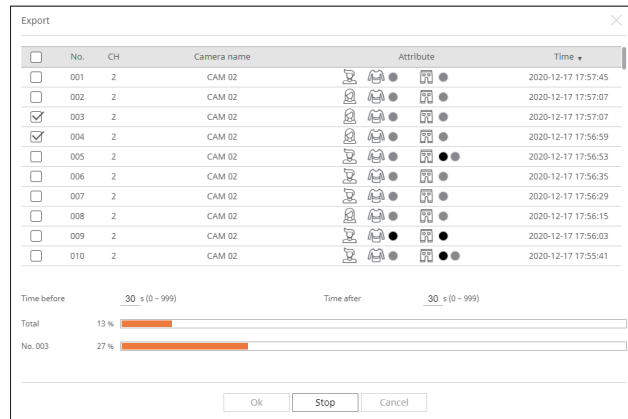 Export
No. CH Camera name Attribute Time
001 2 CAM 02 2020-12-17 17:57:45
002 2 CAM 02 2020-12-17 17:57:07
003 2 CAM 02 2020-12-17 17:57:07
004 2 CAM 02 2020-12-17 17:56:59
005 2 CAM 02 2020-12-17 17:56:53
006 2 CAM 02 2020-12-17 17:56:35
007 2 CAM 02 2020-12-17 17:56:29
008 2 CAM 02 2020-12-17 17:56:15
009 2 CAM 02 2020-12-17 17:56:03
010 2 CAM 02 2020-12-17 17:55:41
Time before 30 s (0 ~ 999) Time after 30 s (0 ~ 999)
Total 13 %
No. 003 27 %
Ok Stop Cancel